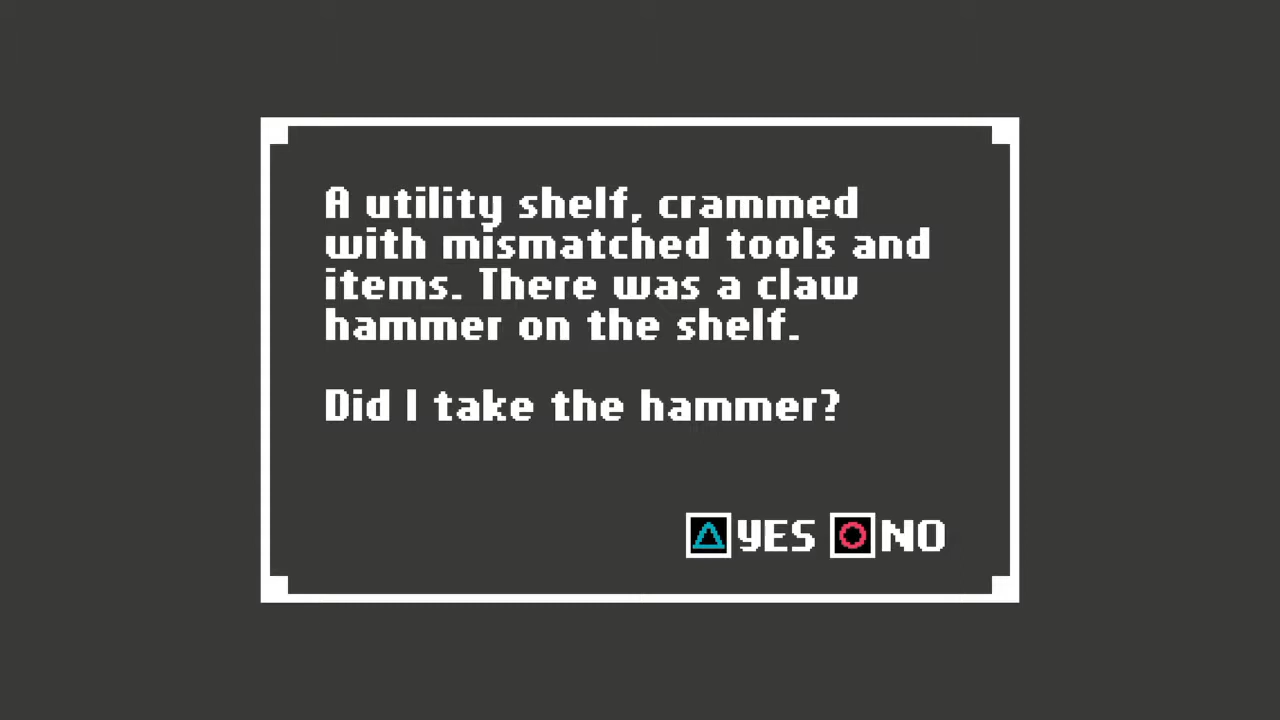 A utility shelf, crammed
with mismatched tools and
items. There was a claw
hammer on the shelf.
Did I take the hammer?
YES NO